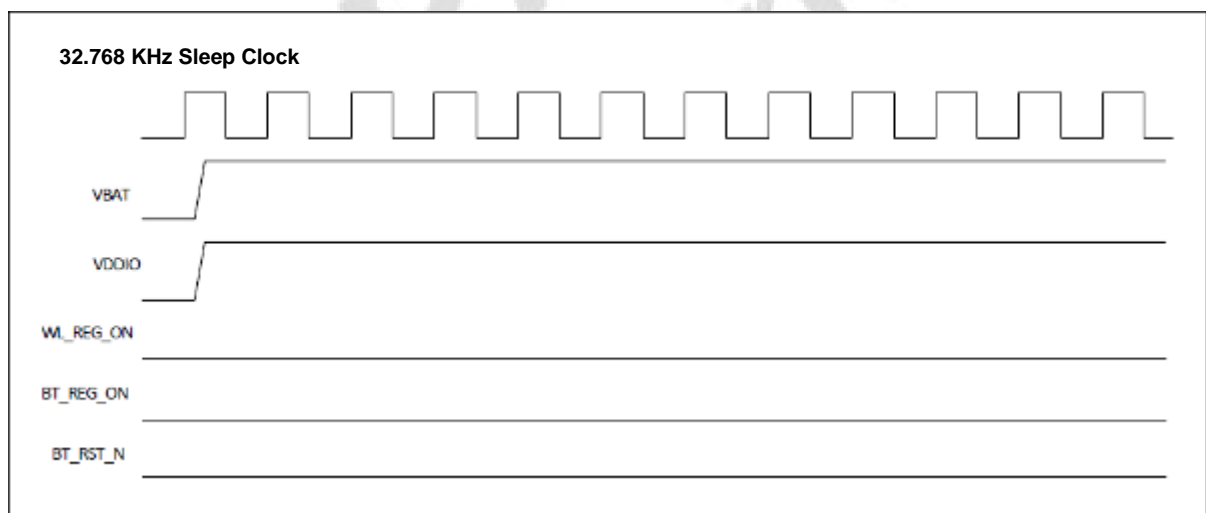 32.768 KHz Sleep Clock
VBAT
VDDIO
WL_REG_ON
BT_REG_ON
BT_RST_N